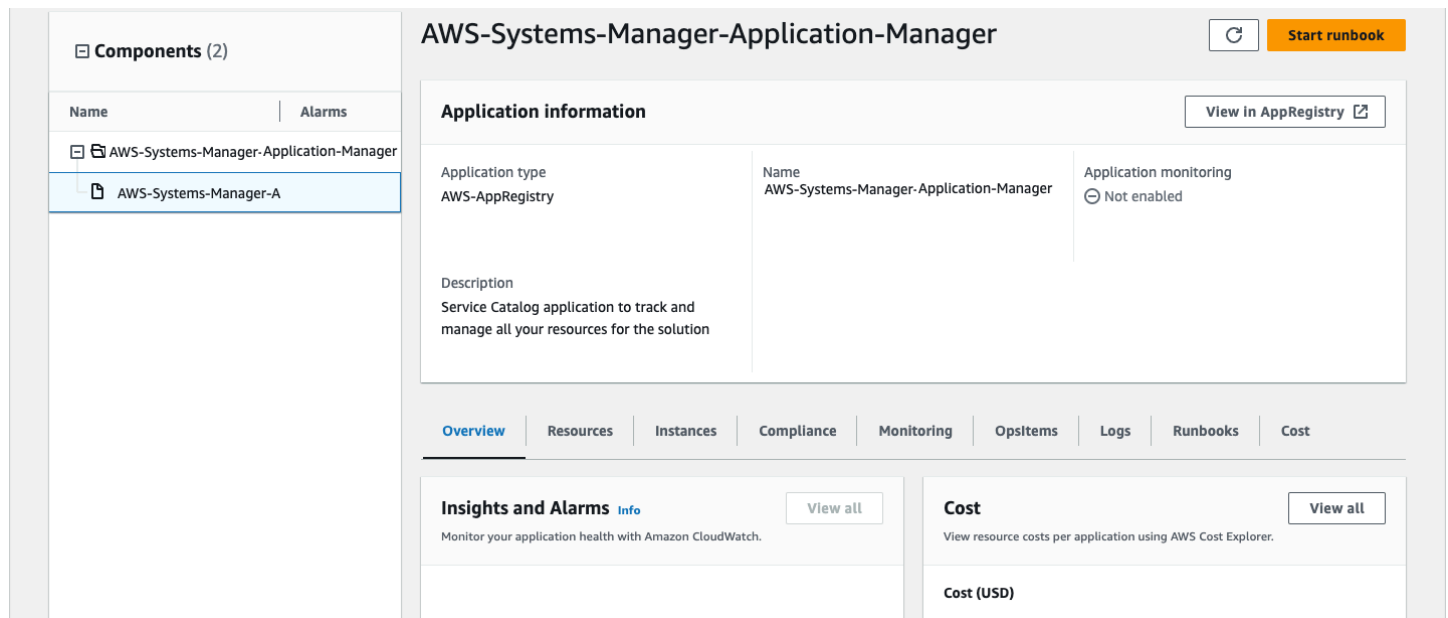 Components (2)
Name Alarms
AWS-Systems-Manager-Application-Manager
AWS-Systems-Manager-A
AWS-Systems-Manager-Application-Manager
Start runbook
Application information
View in AppRegistry
Application type
AWS-AppRegistry
Name
AWS-Systems-Manager-Application-Manager
Application monitoring
Not enabled
Description
Service Catalog application to track and
manage all your resources for the solution
Overview Resources Instances Compliance Monitoring OpsItems Logs Runbooks Cost
Insights and Alarms Info
View all
Monitor your application health with Amazon CloudWatch.
Cost
View all
View resource costs per application using AWS Cost Explorer.
Cost (USD)